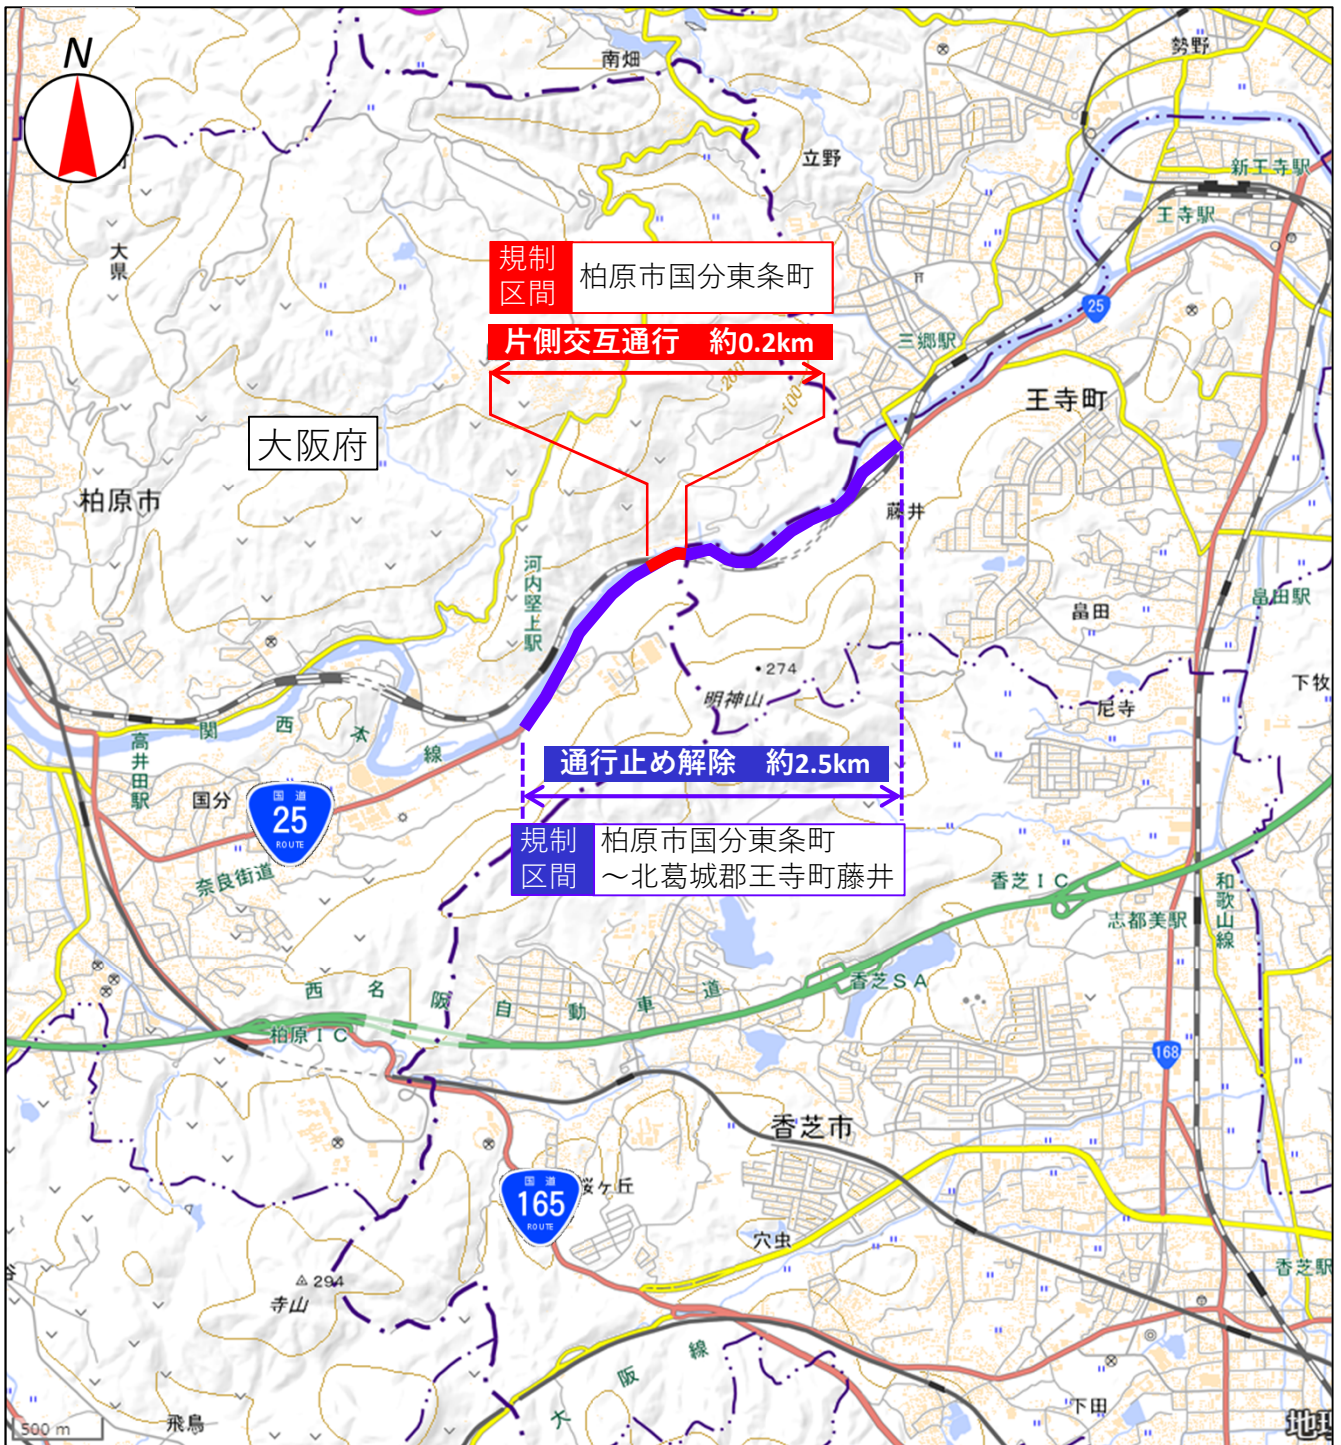 N
南畑
勢野
立野
新王寺駅
王寺駅
大県
規制
区間
柏原市国分東条町
25
片側交互通行 約0.2km
三郷駅
200
100
王寺町
大阪府
柏原市
藤井
河内堅上駅
畠田駅
畠田
274
明神山
下牧
尼寺
関西本線
高井田駅
通行止め解除 約2.5km
国分
国道
25
ROUTE
規制
区間
柏原市国分東条町
～北葛城郡王寺町藤井
奈良街道
香芝IC
和歌山線
志都美駅
香芝SA
西名阪自動車道
柏原IC
168
香芝市
国道
165
ROUTE
桜ヶ丘
穴虫
香芝駅
294
寺山
大阪線
下田
飛鳥
500 m